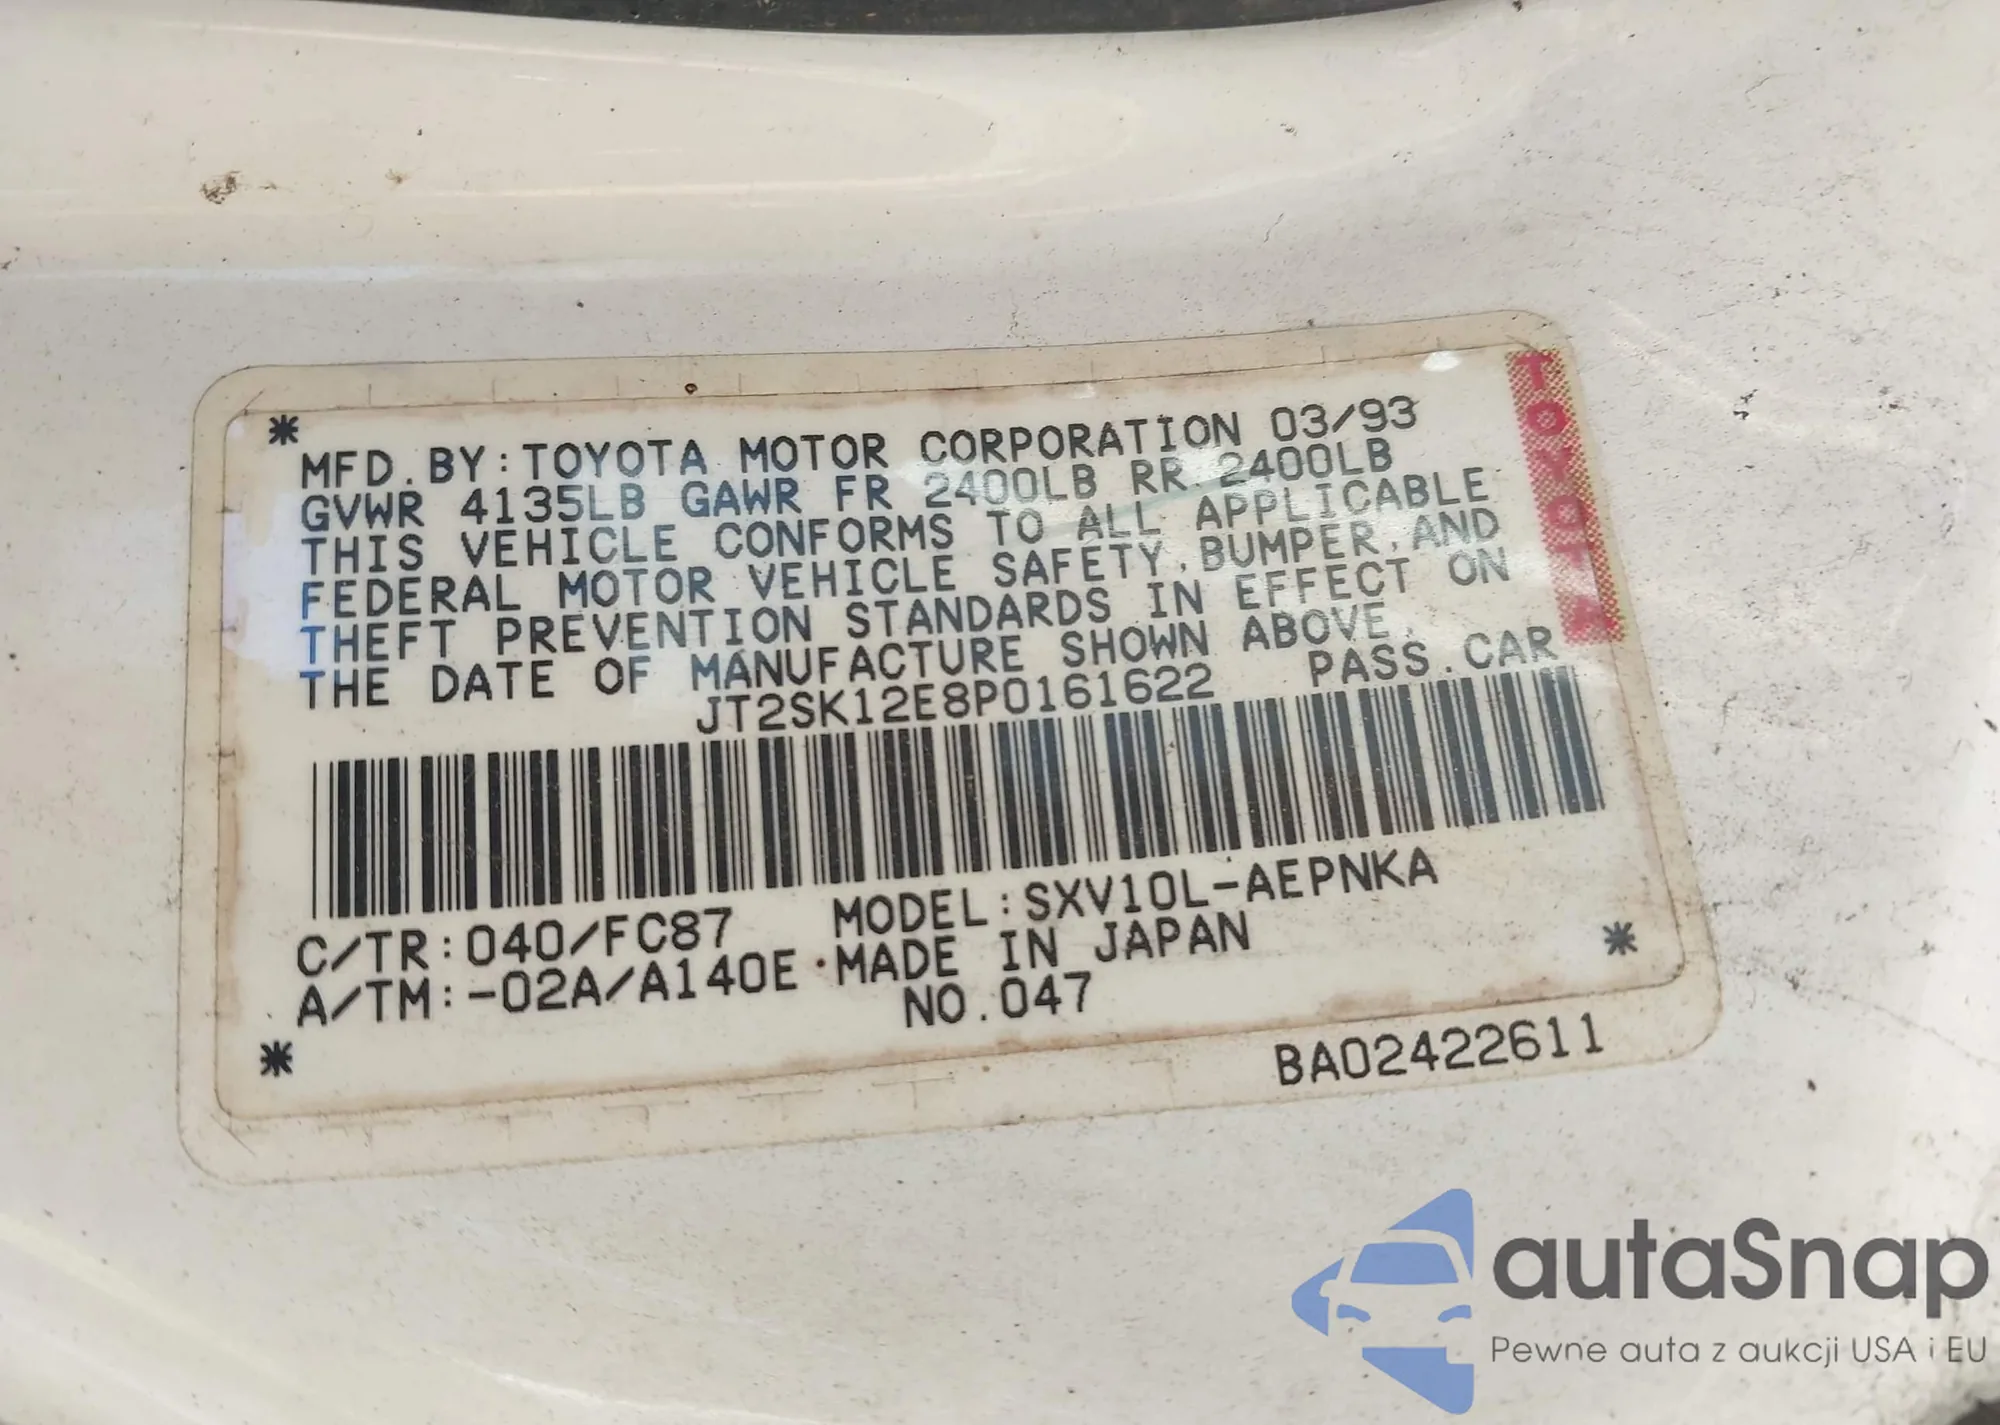 *
MFD.BY:TOYOTA MOTOR CORPORATION 03/93
GVWR 4135LB GAWR FR 2400LB RR 2400LB
THIS VEHICLE CONFORMS TO ALL APPLICABLE
FEDERAL MOTOR VEHICLE SAFETY,BUMPER,AND
THEFT PREVENTION STANDARDS IN EFFECT ON
THE DATE OF MANUFACTURE SHOWN ABOVE.
JT2SK12E8P0161622 PASS.CAR
TOYOTA
C/TR:040/FC87 MODEL:SXV10L-AEPNKA
A/TM:-02A/A140E MADE IN JAPAN
NO.047
*
*
BA02422611
autaSnap
Pewne auta z aukcji USA i EU